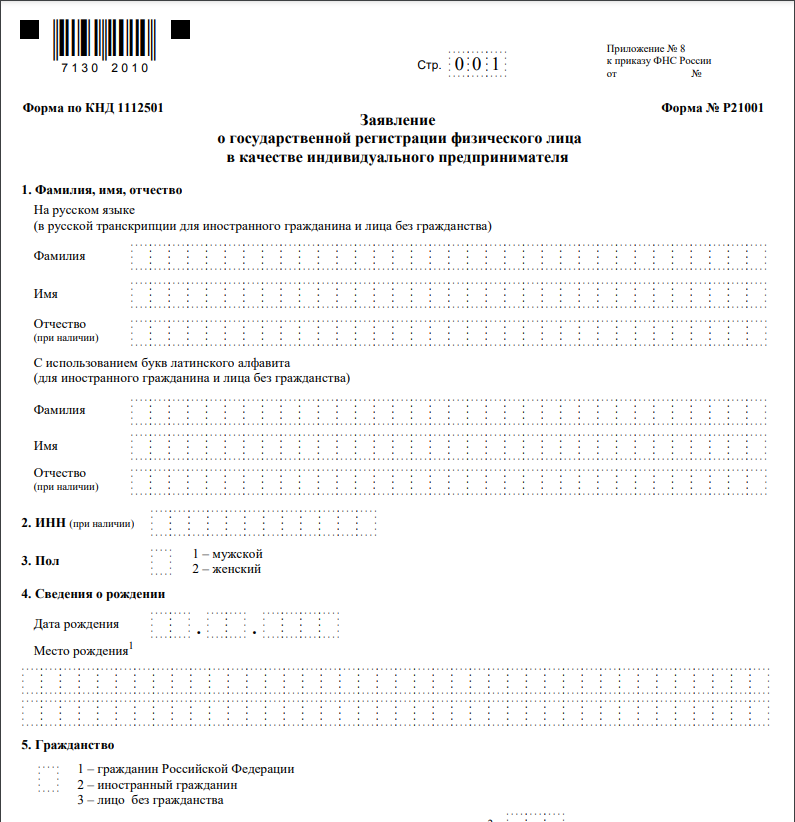 7130 2010
Стр. 001
Приложение № 8
к приказу ФНС России
от №
Форма по КНД 1112501
Форма № Р21001
Заявление
о государственной регистрации физического лица
в качестве индивидуального предпринимателя
1. Фамилия, имя, отчество
На русском языке
(в русской транскрипции для иностранного гражданина и лица без гражданства)
Фамилия
Имя
Отчество
(при наличии)
С использованием букв латинского алфавита
(для иностранного гражданина и лица без гражданства)
Фамилия
Имя
Отчество
(при наличии)
2. ИНН (при наличии)
3. Пол
1 – мужской
2 – женский
4. Сведения о рождении
Дата рождения . .
Место рождения1
5. Гражданство
1 – гражданин Российской Федерации
2 – иностранный гражданин
3 – лицо без гражданства